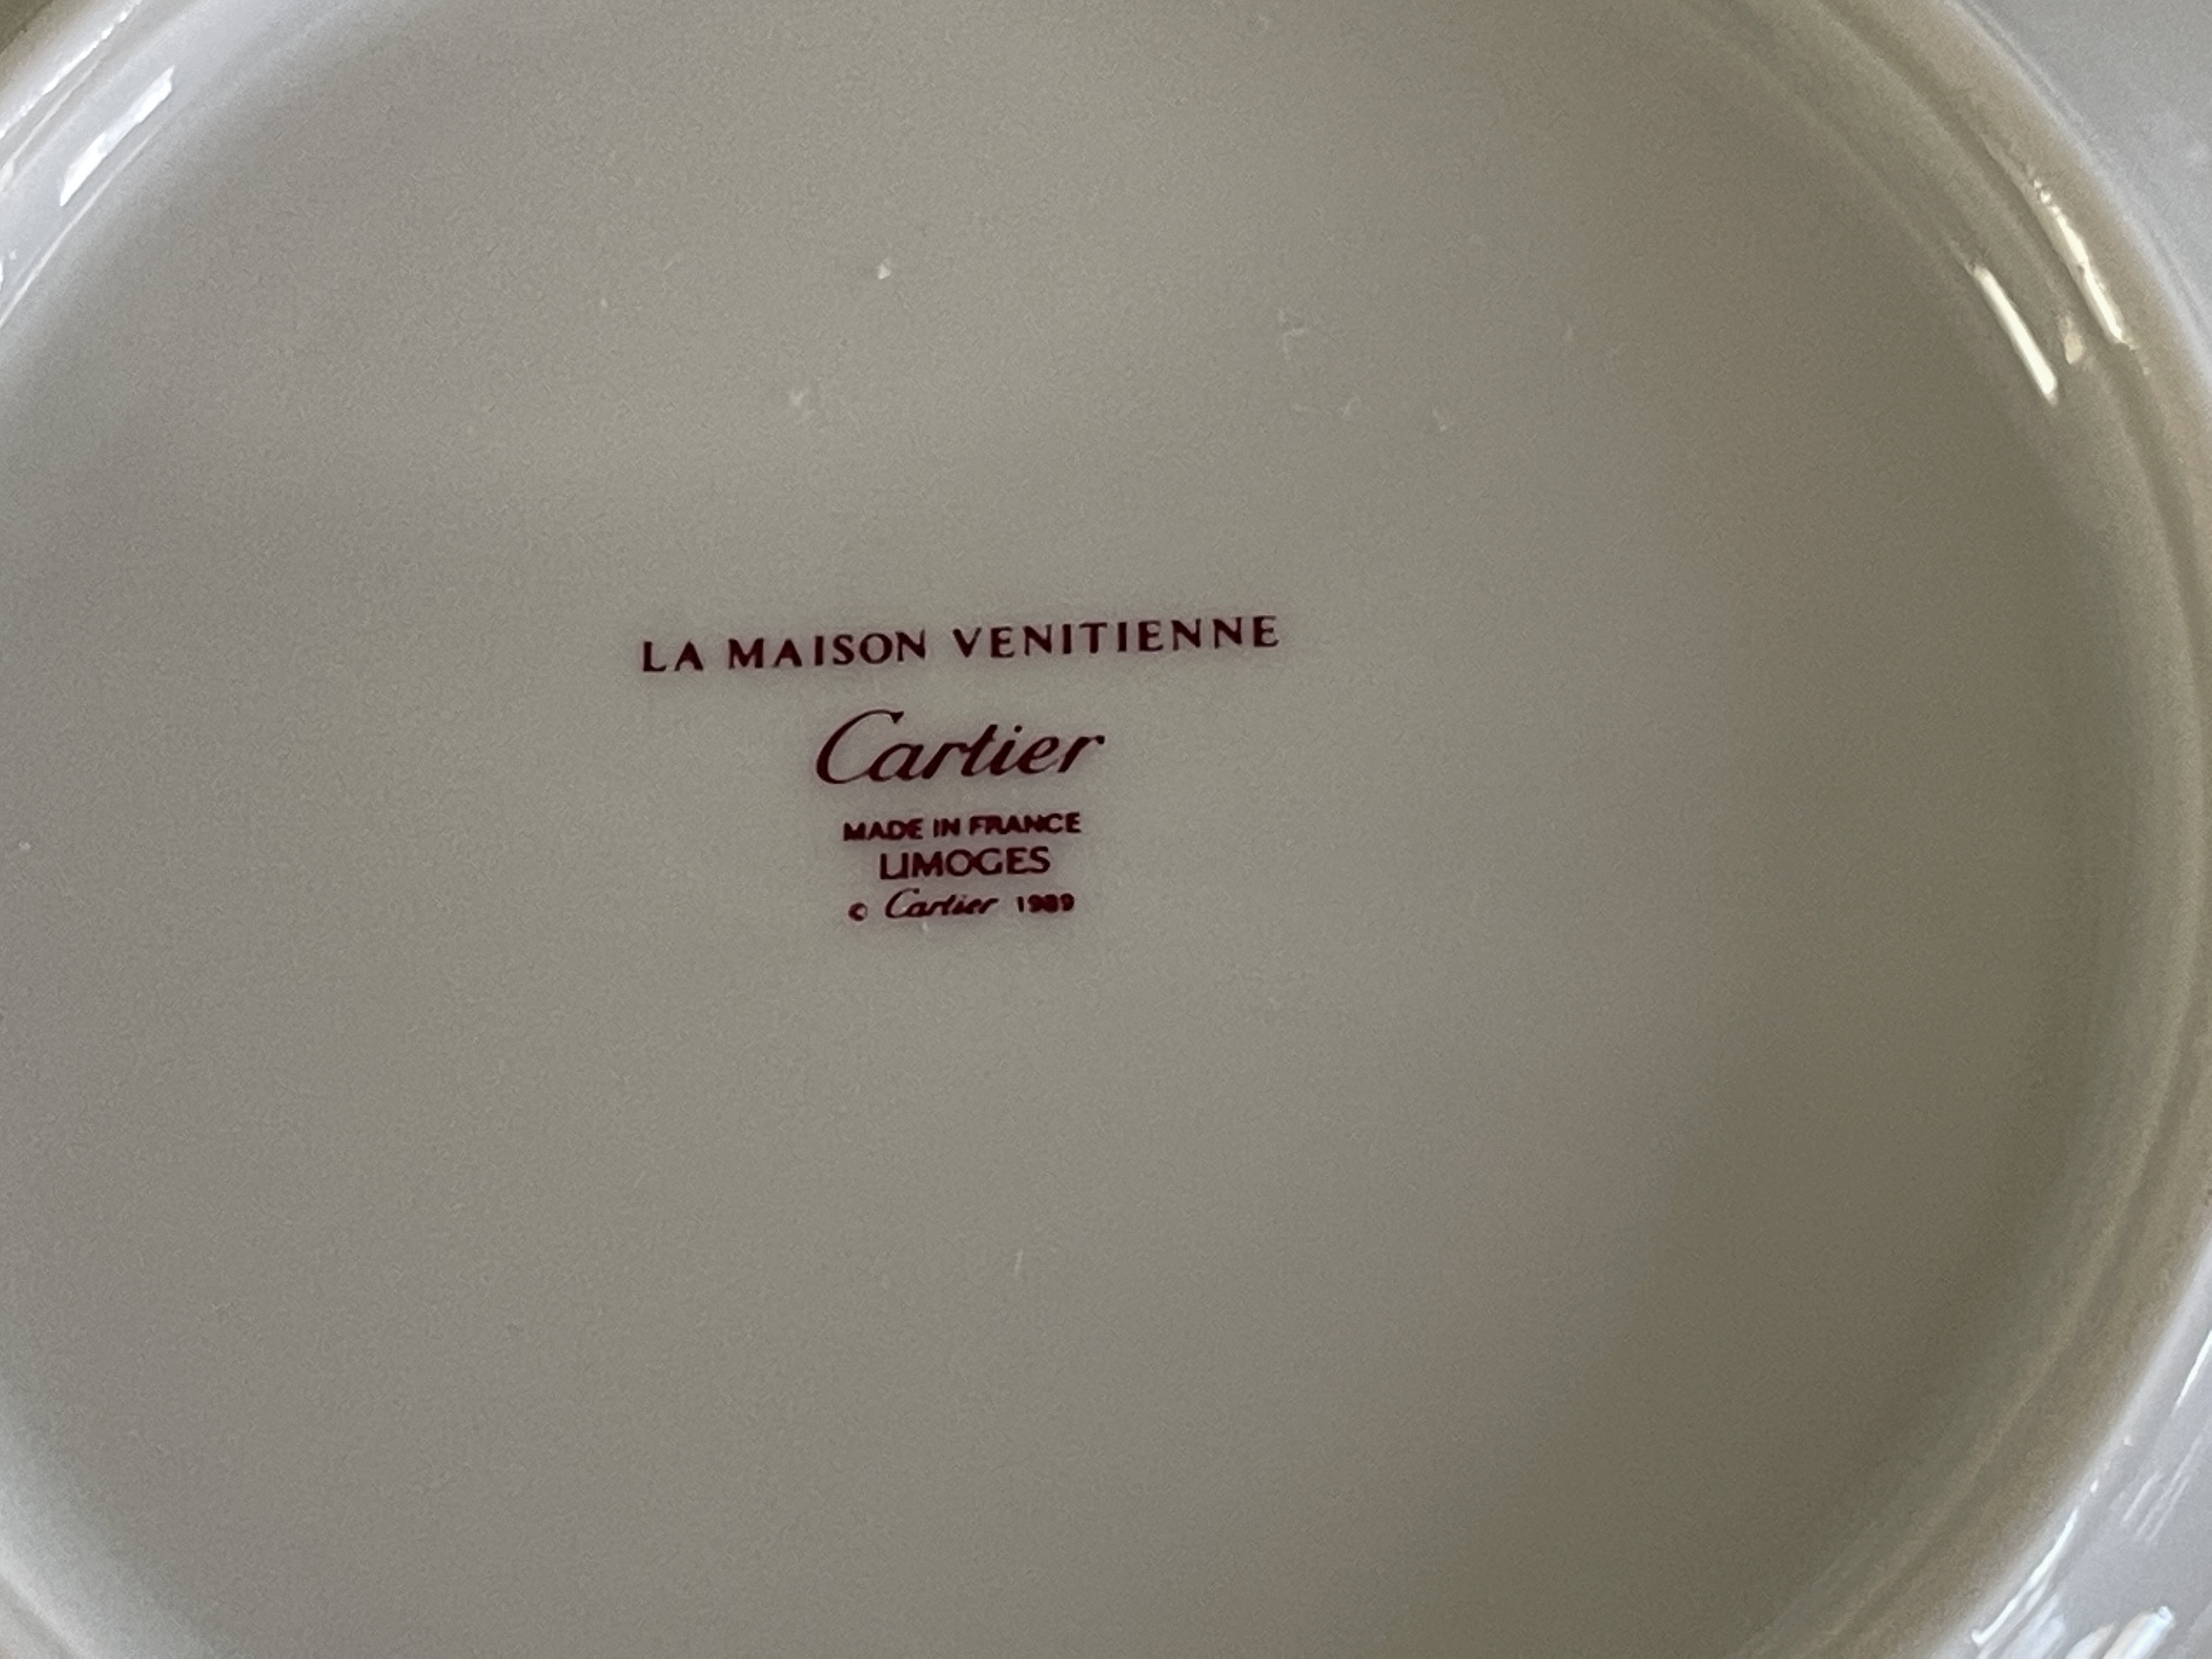 LA MAISON VENITIENNE
Cartier
MADE IN FRANCE
LIMOGES
© Cartier 1989